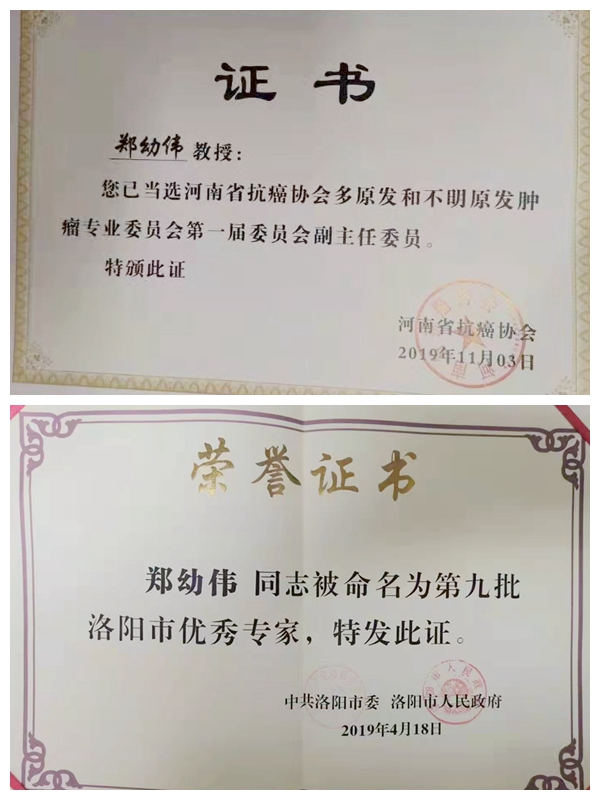 证书
郑幼伟 教授：
您已当选河南省抗癌协会多原发和不明原发肿
瘤专业委员会第一届委员会副主任委员。
特颁此证
河南省抗癌协会
2019年11月03日
荣誉证书
郑幼伟 同志被命名为第九批
洛阳市优秀专家，特发此证。
中共洛阳市委 洛阳市人民政府
2019年4月18日